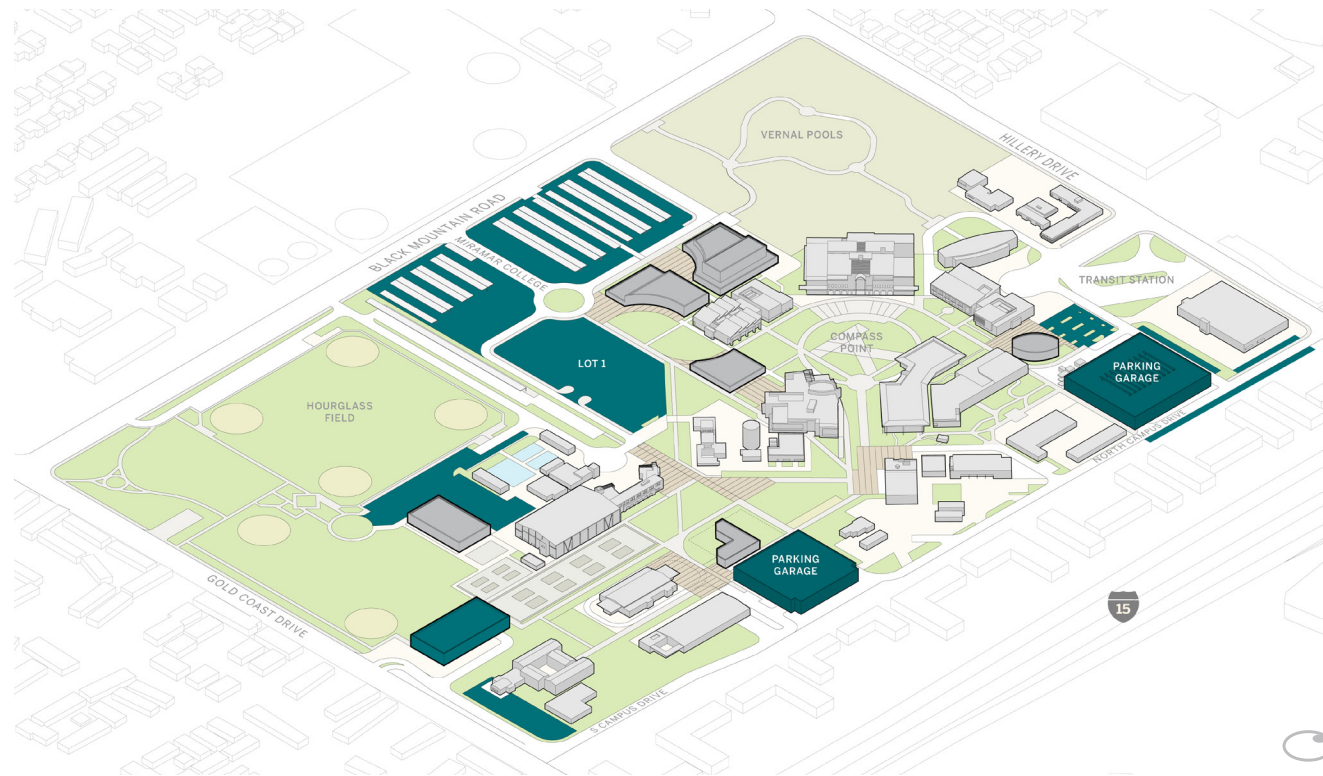 VERNAL POOLS
HILLERY DRIVE
BLACK MOUNTAIN ROAD
MIRAMAR COLLEGE
TRANSIT STATION
COMPASS
POINT
LOT 1
PARKING
GARAGE
HOURGLASS
FIELD
NORTH CAMPUS DRIVE
PARKING
GARAGE
GOLD COAST DRIVE
15
S CAMPUS DRIVE